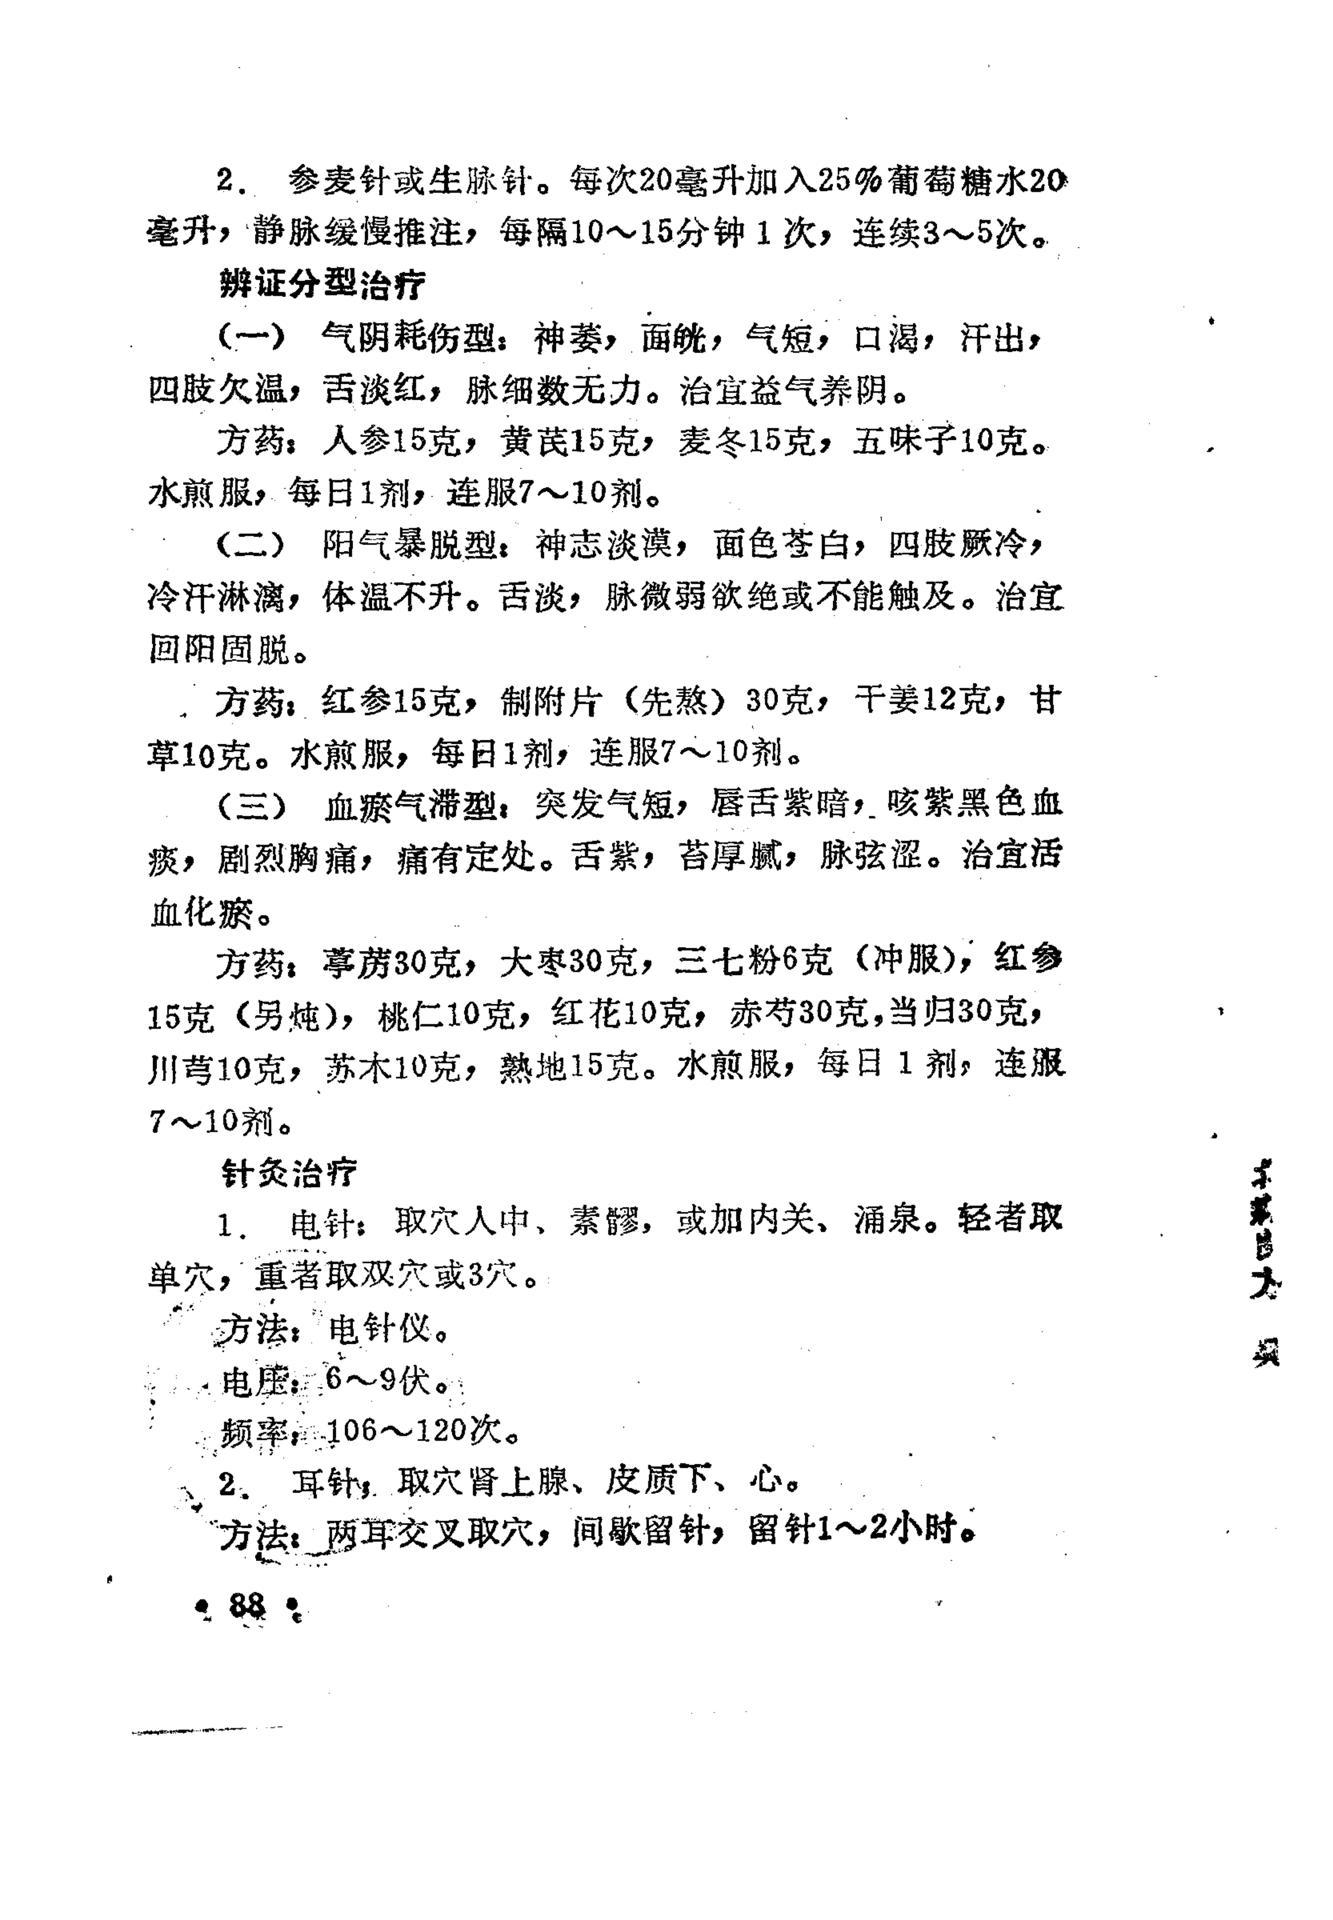 2． 参麦针或生脉针。每次20毫升加入25%葡萄糖水20
毫升，静脉缓慢推注，每隔10～15分钟1次，连续3～5次。
辨证分型治疗
（一） 气阴耗伤型：神萎，面㿠，气短，口渴，汗出，
四肢欠温，舌淡红，脉细数无力。治宜益气养阴。
方药：人参15克，黄芪15克，麦冬15克，五味子10克。
水煎服，每日1剂，连服7～10剂。
（二） 阳气暴脱型：神志淡漠，面色苍白，四肢厥冷，
冷汗淋漓，体温不升。舌淡，脉微弱欲绝或不能触及。治宜
回阳固脱。
方药：红参15克，制附片（先熬）30克，干姜12克，甘
草10克。水煎服，每日1剂，连服7～10剂。
（三） 血瘀气滞型：突发气短，唇舌紫暗，咳紫黑色血
痰，剧烈胸痛，痛有定处。舌紫，苔厚腻，脉弦涩。治宜活
血化瘀。
方药：葶苈30克，大枣30克，三七粉6克（冲服），红参
15克（另炖），桃仁10克，红花10克，赤芍30克，当归30克，
川芎10克，苏木10克，熟地15克。水煎服，每日1剂，连服
7～10剂。
针灸治疗
1． 电针：取穴人中、素髎，或加内关、涌泉。轻者取
单穴，重者取双穴或3穴。
方法：电针仪。
电压：6～9伏。
频率：106～120次。
2． 耳针：取穴肾上腺、皮质下、心。
方法：两耳交叉取穴，间歇留针，留针1～2小时。
• 88 •